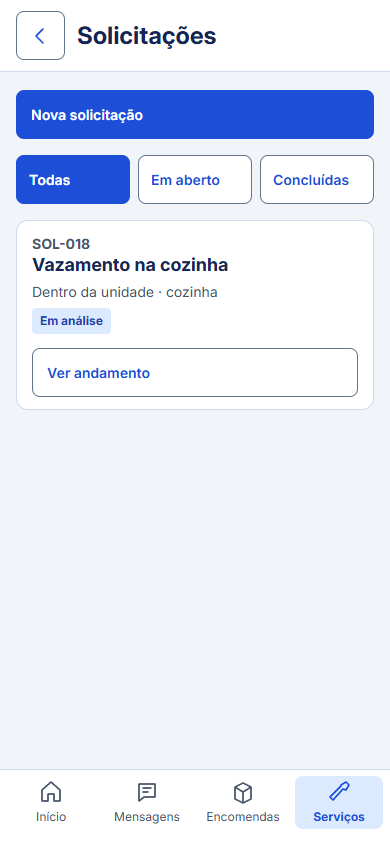 Solicitações
Nova solicitação
Todas
Em aberto
Concluídas
SOL-018
Vazamento na cozinha
Dentro da unidade · cozinha
Em análise
Ver andamento
Início
Mensagens
Encomendas
Serviços